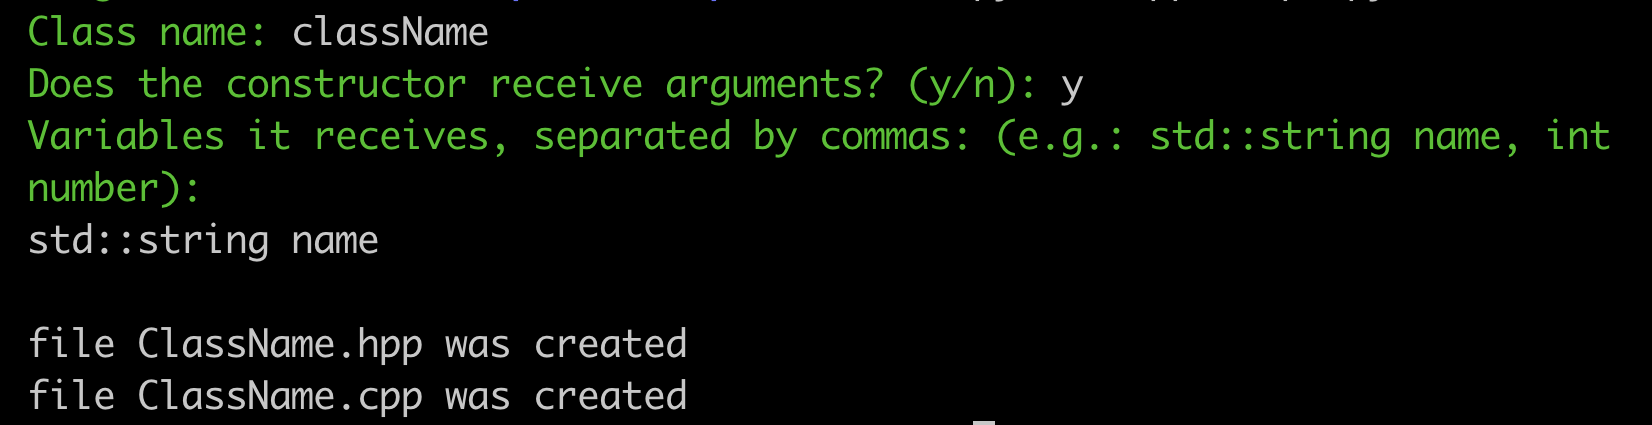 Class name: className
Does the constructor receive arguments? (y/n): y
Variables it receives, separated by commas: (e.g.: std::string name, int
number):
std::string name
file ClassName.hpp was created
file ClassName.cpp was created